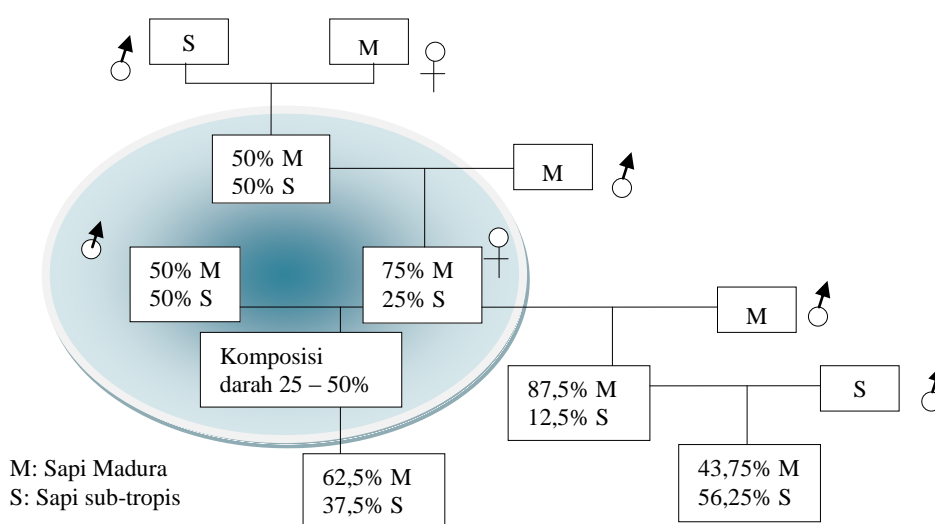 S
M
50% M
50% S
M
50% M
50% S
75% M
25% S
M
Komposisi
darah 25 – 50%
87,5% M
12,5% S
S
M: Sapi Madura
S: Sapi sub-tropis
62,5% M
37,5% S
43,75% M
56,25% S